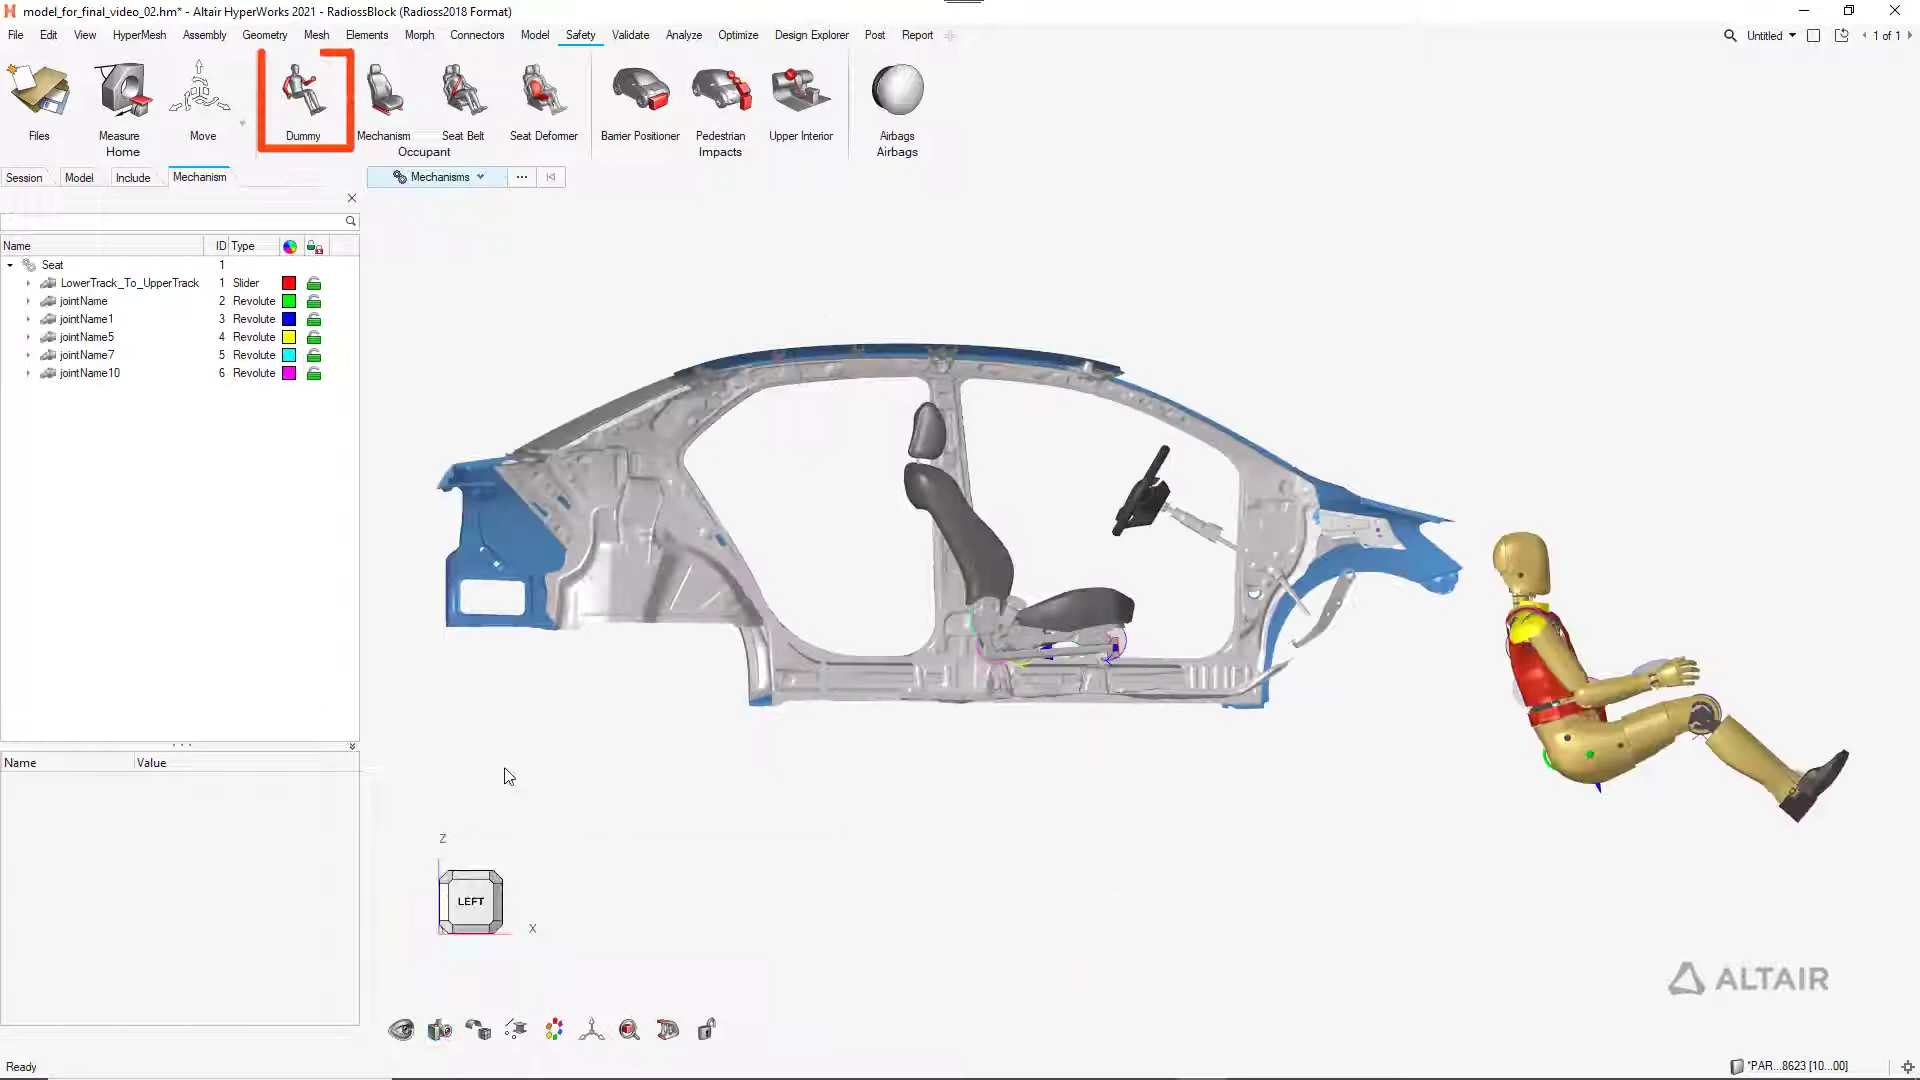 model_for_final_video_02.hm* - Altair HyperWorks 2021 - RadiossBlock (Radioss2018 Format)
File Edit View HyperMesh Assembly Geometry Mesh Elements Morph Connectors Model Safety Validate Analyze Optimize Design Explorer Post Report Untitled 1 of 1
Files Measure Move Dummy Mechanism Seat Belt Seat Deformer Barrier Positioner Pedestrian Upper Interior Airbags
Home Occupant Impacts Airbags
Session Model Include Mechanism Mechanisms
Name ID Type
Seat 1
LowerTrack_To_UpperTrack 1 Slider
jointName 2 Revolute
jointName1 3 Revolute
jointName5 4 Revolute
jointName7 5 Revolute
jointName10 6 Revolute
Name Value
Z
LEFT
X
ALTAIR
Ready *PAR...8623 [10...00]